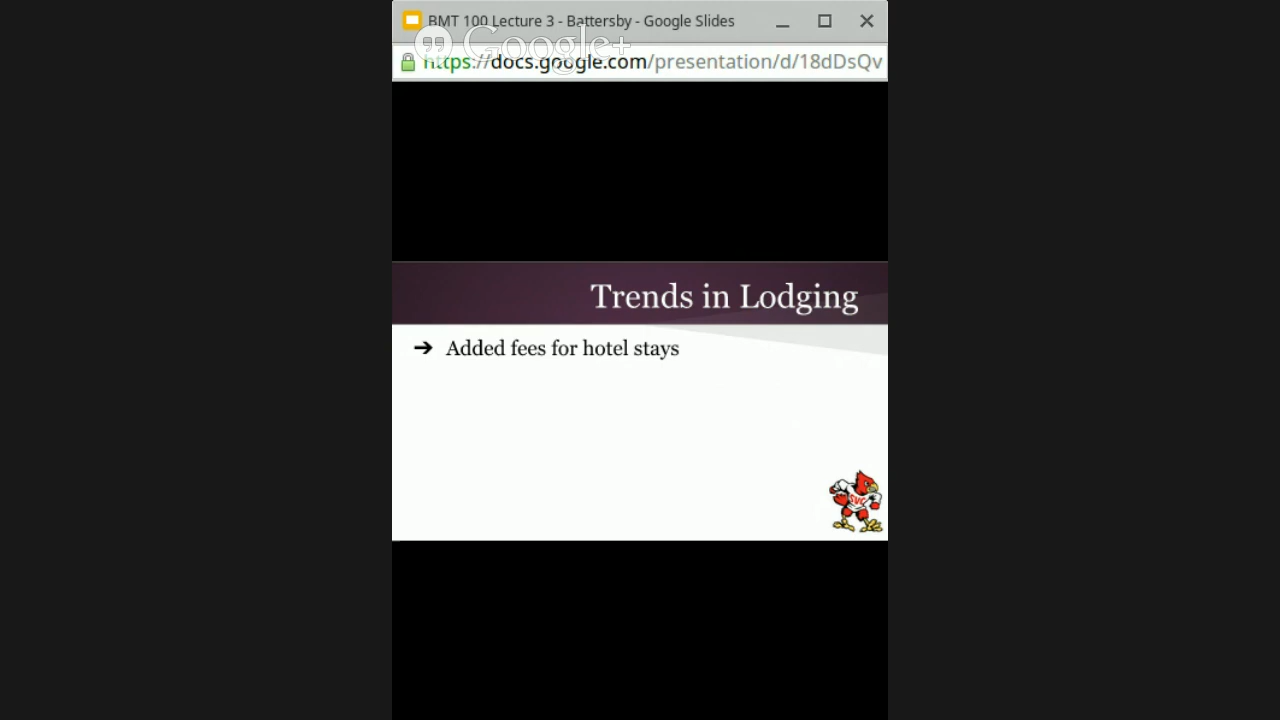 BMT 100 Lecture 3 - Battersby - Google Slides
Google+
https://docs.google.com/presentation/d/18dDsQv
Trends in Lodging
➔ Added fees for hotel stays
SVC